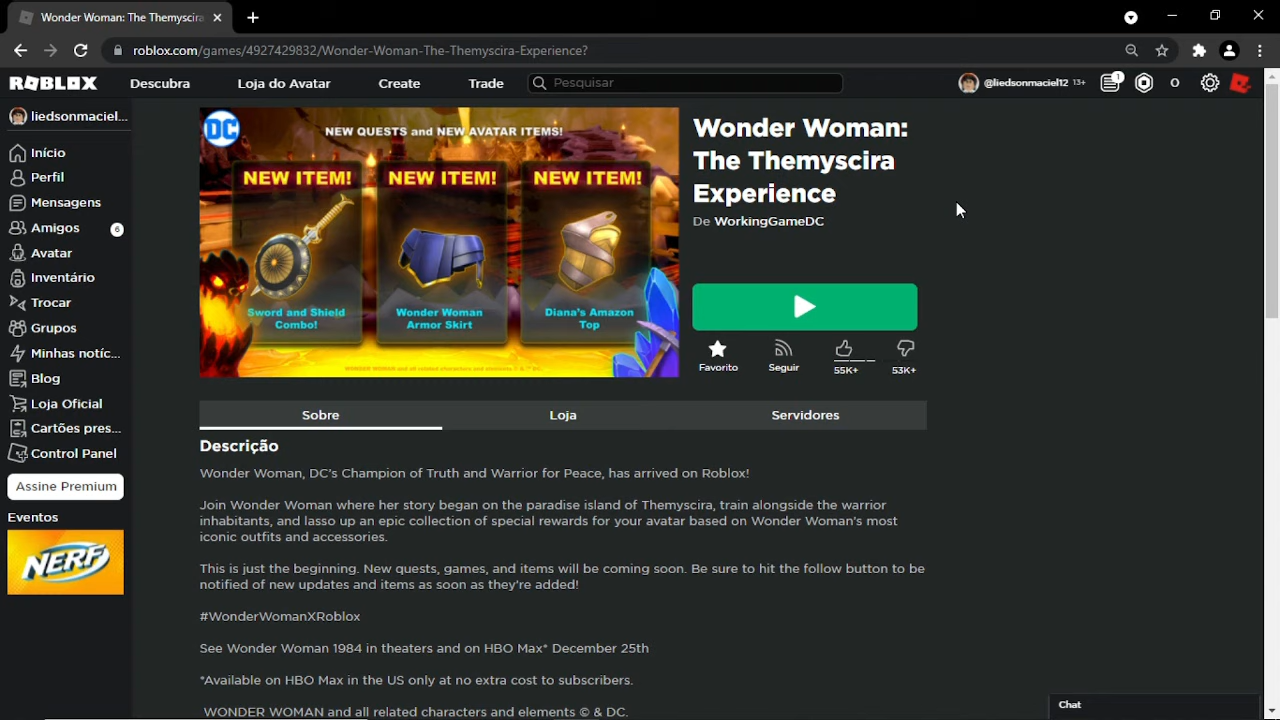 Wonder Woman: The Themyscira
roblox.com/games/4927429832/Wonder-Woman-The-Themyscira-Experience?
ROBLOX Descubra Loja do Avatar Create Trade Pesquisar @liedsonmaciel12 13+ 1 0
liedsonmaciel...
Início
Perfil
Mensagens
Amigos 6
Avatar
Inventário
Trocar
Grupos
Minhas notíc...
Blog
Loja Oficial
Cartões pres...
Control Panel
Assine Premium
Eventos
NERF
DC
NEW QUESTS and NEW AVATAR ITEMS!
NEW ITEM! NEW ITEM! NEW ITEM!
Sword and Shield Combo!
Wonder Woman Armor Skirt
Diana's Amazon Top
WONDER WOMAN and all related characters and elements © & ™ DC.
Wonder Woman:
The Themyscira
Experience
De WorkingGameDC
Favorito Seguir 55K+ 53K+
Sobre Loja Servidores
Descrição
Wonder Woman, DC's Champion of Truth and Warrior for Peace, has arrived on Roblox!
Join Wonder Woman where her story began on the paradise island of Themyscira, train alongside the warrior
inhabitants, and lasso up an epic collection of special rewards for your avatar based on Wonder Woman's most
iconic outfits and accessories.
This is just the beginning. New quests, games, and items will be coming soon. Be sure to hit the follow button to be
notified of new updates and items as soon as they're added!
#WonderWomanXRoblox
See Wonder Woman 1984 in theaters and on HBO Max* December 25th
*Available on HBO Max in the US only at no extra cost to subscribers.
WONDER WOMAN and all related characters and elements © & DC.
Chat